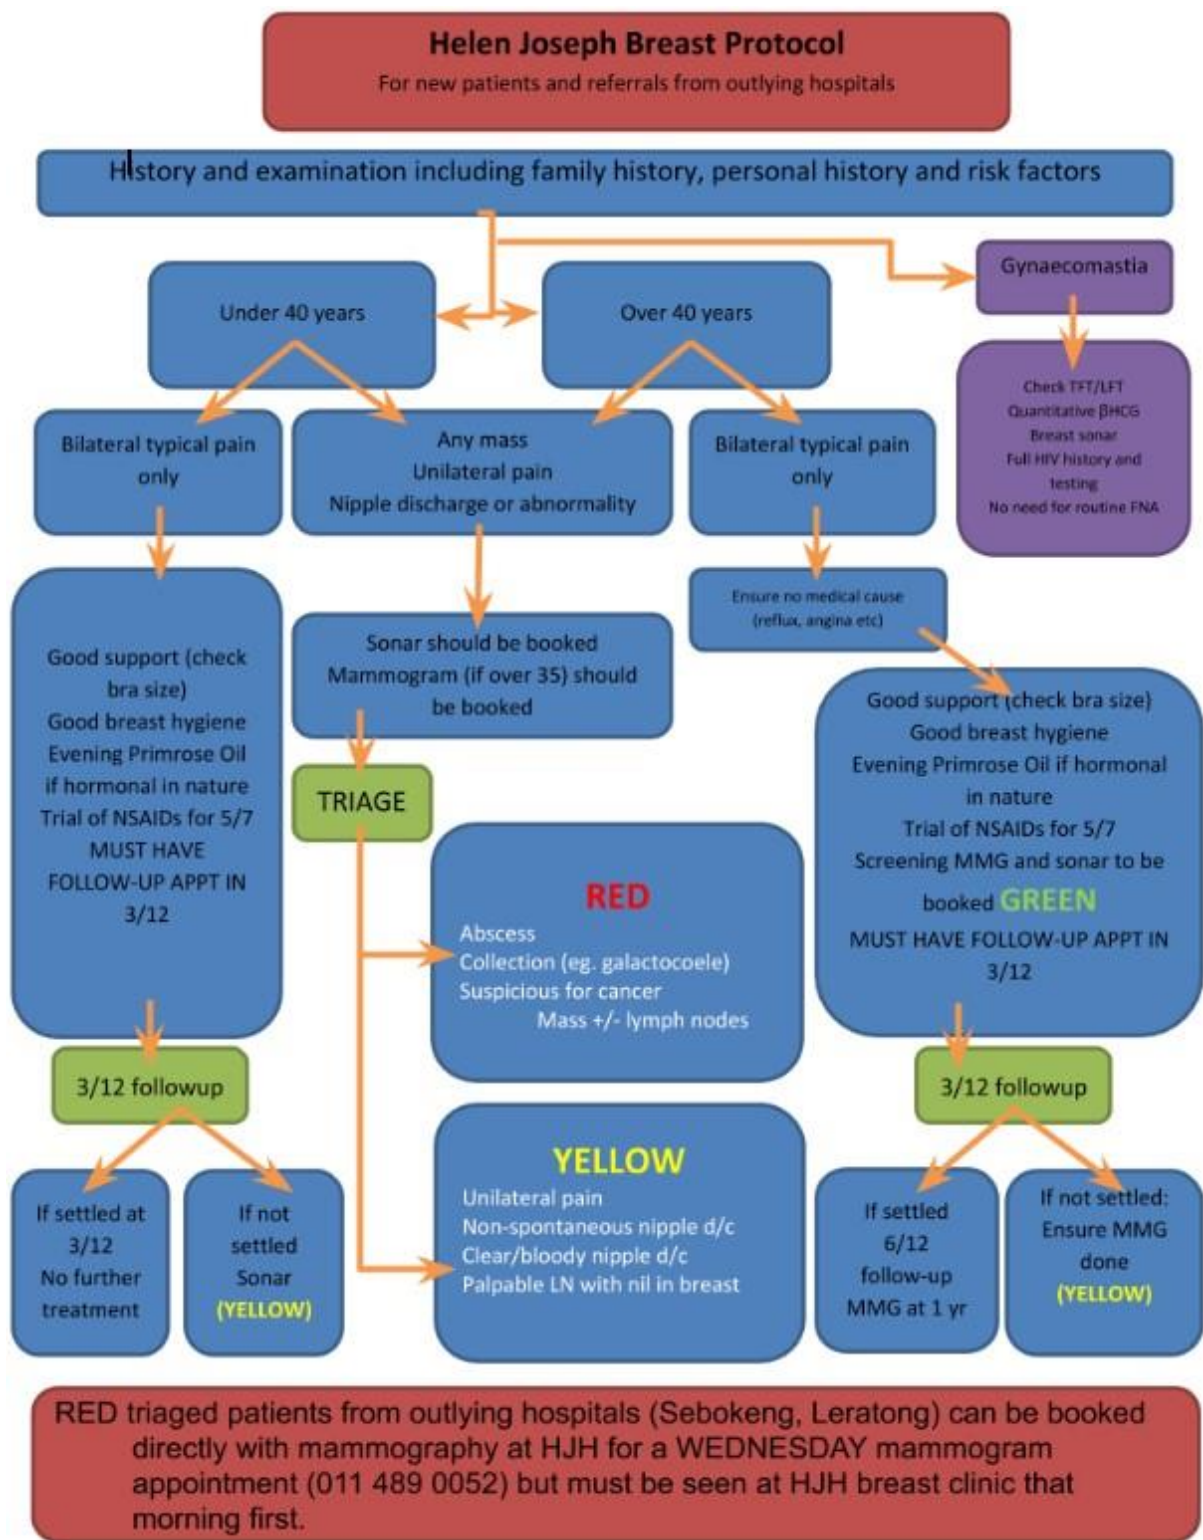 Helen Joseph Breast Protocol
For new patients and referrals from outlying hospitals
History and examination including family history, personal history and risk factors
Gynaecomastia
Under 40 years
Over 40 years
Check TFT/LFT
Quantitative βHCG
Breast sonar
Full HIV history and
testing
No need for routine FNA
Bilateral typical pain
only
Any mass
Unilateral pain
Nipple discharge or abnormality
Bilateral typical pain
only
Ensure no medical cause
(reflux, angina etc)
Good support (check
bra size)
Good breast hygiene
Evening Primrose Oil
if hormonal in nature
Trial of NSAIDs for 5/7
MUST HAVE
FOLLOW-UP APPT IN
3/12
Sonar should be booked
Mammogram (if over 35) should
be booked
TRIAGE
Good support (check bra size)
Good breast hygiene
Evening Primrose Oil if hormonal
in nature
Trial of NSAIDs for 5/7
Screening MMG and sonar to be
booked GREEN
MUST HAVE FOLLOW-UP APPT IN
3/12
RED
Abscess
Collection (eg. galactocoele)
Suspicious for cancer
Mass +/- lymph nodes
3/12 followup
3/12 followup
YELLOW
Unilateral pain
Non-spontaneous nipple d/c
Clear/bloody nipple d/c
Palpable LN with nil in breast
If settled at
3/12
No further
treatment
If not
settled
Sonar
(YELLOW)
If settled
6/12
follow-up
MMG at 1 yr
If not settled:
Ensure MMG
done
(YELLOW)
RED triaged patients from outlying hospitals (Sebokeng, Leratong) can be booked
directly with mammography at HJH for a WEDNESDAY mammogram
appointment (011 489 0052) but must be seen at HJH breast clinic that
morning first.